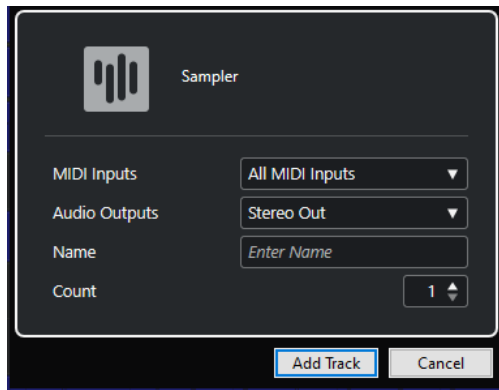 Sampler
MIDI Inputs All MIDI Inputs
Audio Outputs Stereo Out
Name Enter Name
Count 1
Add Track Cancel